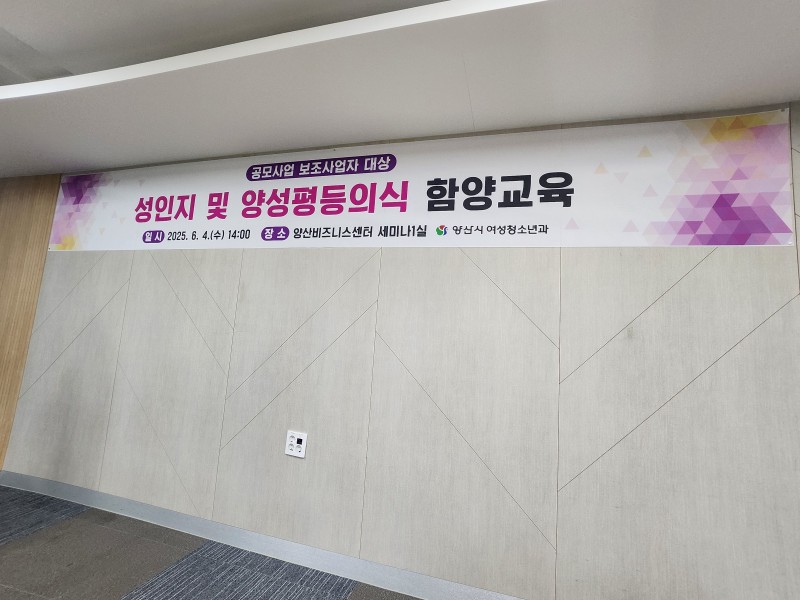 공모사업 보조사업자 대상
성인지 및 양성평등의식 함양교육
일 시 2025. 6. 4.(수) 14:00 장 소 양산비즈니스센터 세미나1실 양산시 여성청소년과